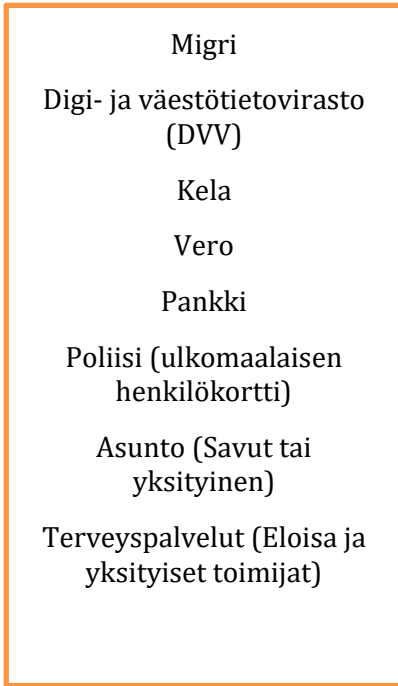 Migri
Digi- ja väestötietovirasto
(DVV)
Kela
Vero
Pankki
Poliisi (ulkomaalaisen
henkilökortti)
Asunto (Savut tai
yksityinen)
Terveyspalvelut (Eloisa ja
yksityiset toimijat)